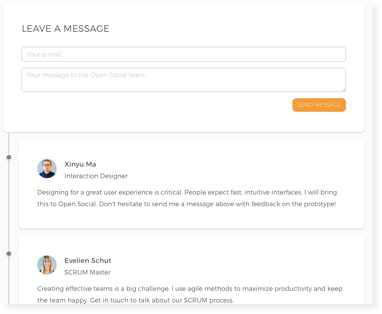 LEAVE A MESSAGE
Your e-mail...
Your message to the Open Social team...
SEND MESSAGE
Xinyu Ma
Interaction Designer
Designing for a great user experience is critical. People expect fast, intuitive interfaces. I will bring
this to Open Social. Don't hesitate to send me a message above with feedback on the prototype!
Evelien Schut
SCRUM Master
Creating effective teams is a big challenge. I use agile methods to maximize productivity and keep
the team happy. Get in touch to talk about our SCRUM process.